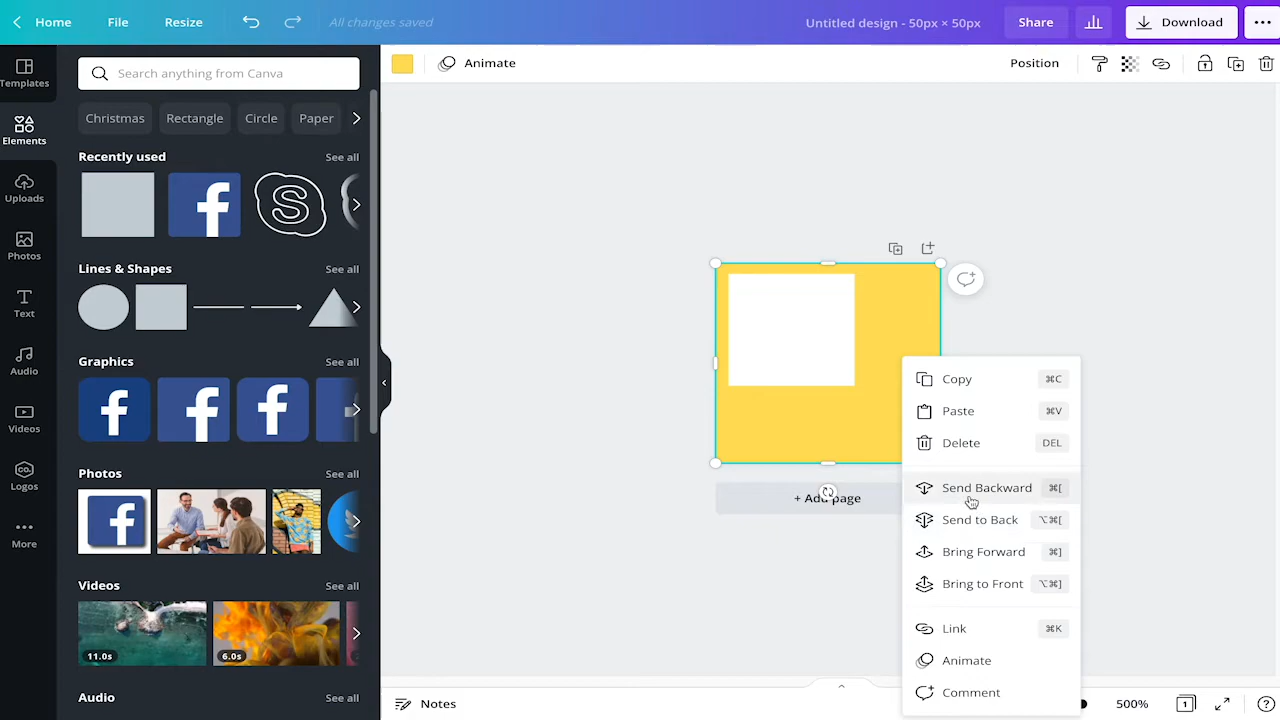 Home File Resize All changes saved Untitled design - 50px × 50px Share Download
Templates
Elements
Uploads
Photos
Text
Audio
Videos
Logos
More
Search anything from Canva
Christmas Rectangle Circle Paper
Recently used See all
Lines & Shapes See all
Graphics See all
Photos See all
Videos See all
11.0s 6.0s
Audio See all
Animate Position
+ Add page
Copy ⌘C
Paste ⌘V
Delete DEL
Send Backward ⌘[
Send to Back ⌥⌘[
Bring Forward ⌘]
Bring to Front ⌥⌘]
Link ⌘K
Animate
Comment
Notes 500% 1